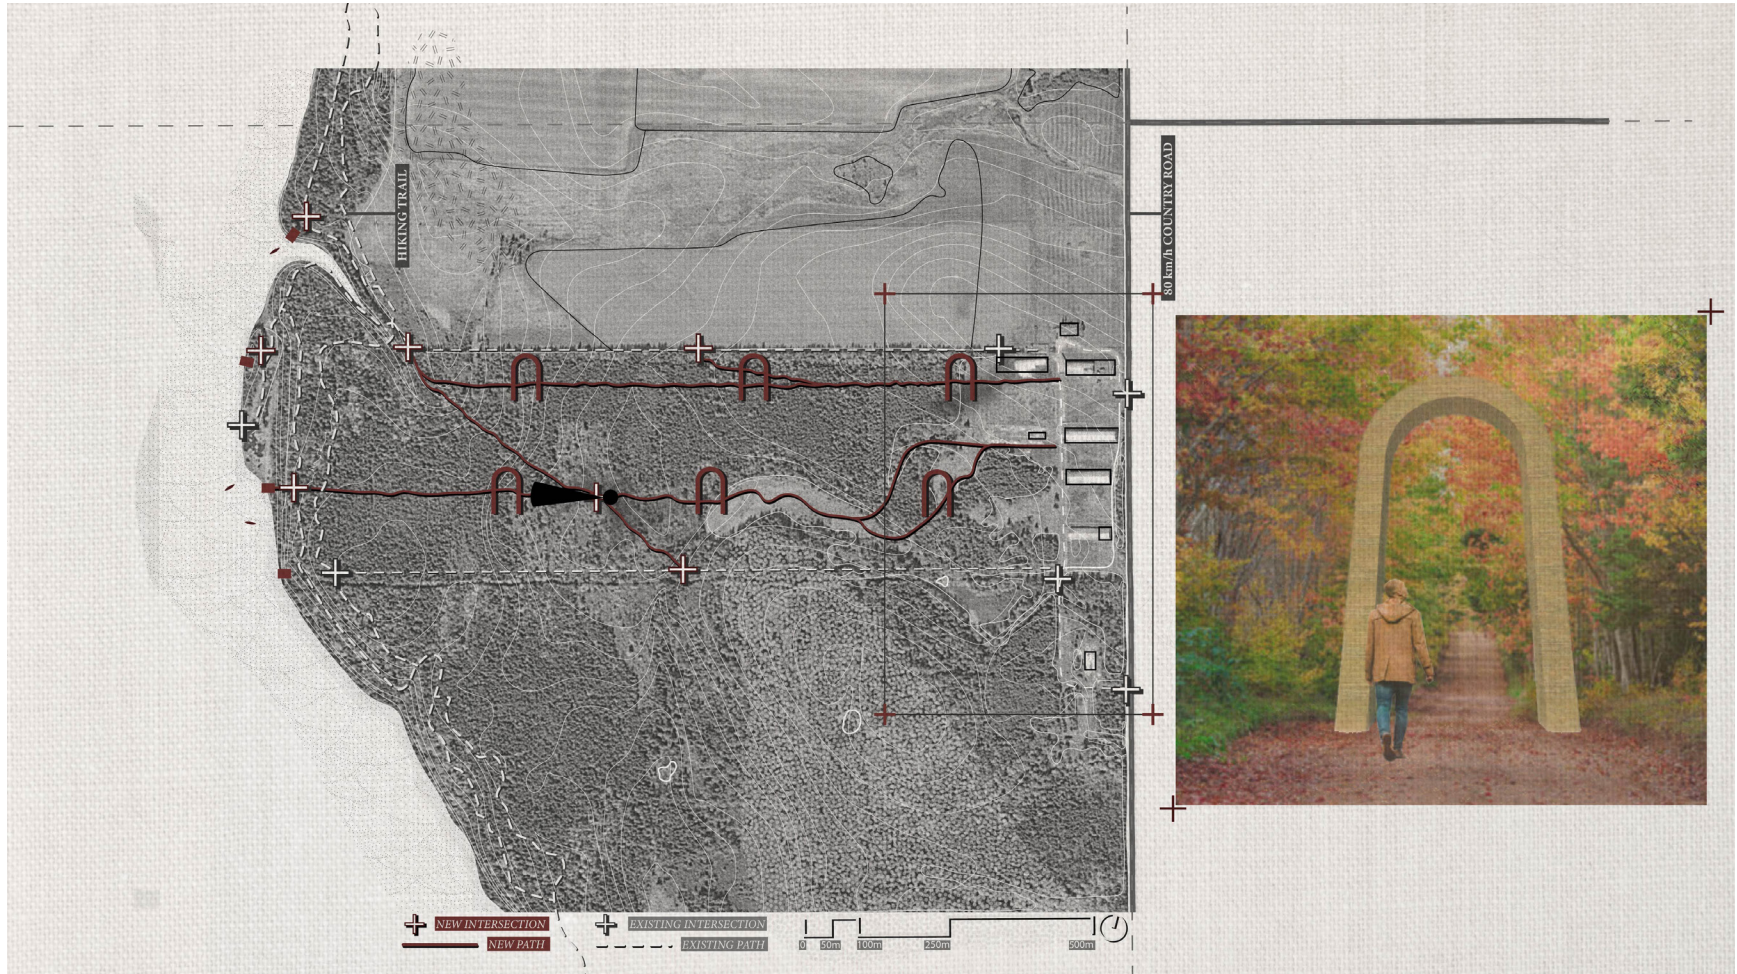 HIKING TRAIL
80 km/h COUNTRY ROAD
NEW INTERSECTION
EXISTING INTERSECTION
NEW PATH
EXISTING PATH
0 50m 100m 250m 500m